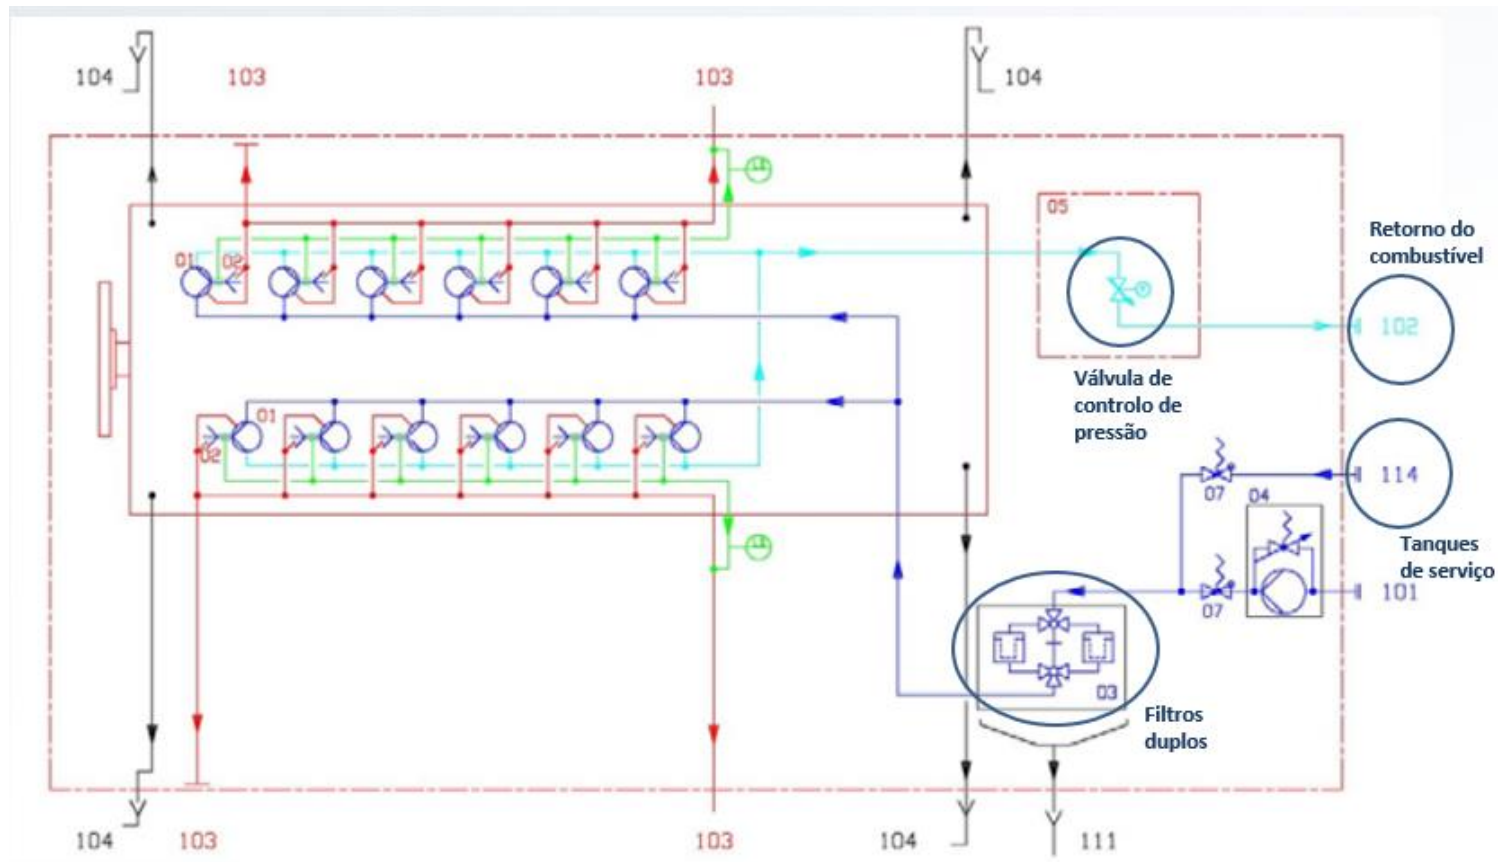 104
103
103
104
05
Retorno do
combustível
01
02
102
Válvula de
controlo de
pressão
01
02
114
07
04
Tanques
de serviço
101
07
03
Filtros
duplos
104
103
103
104
111